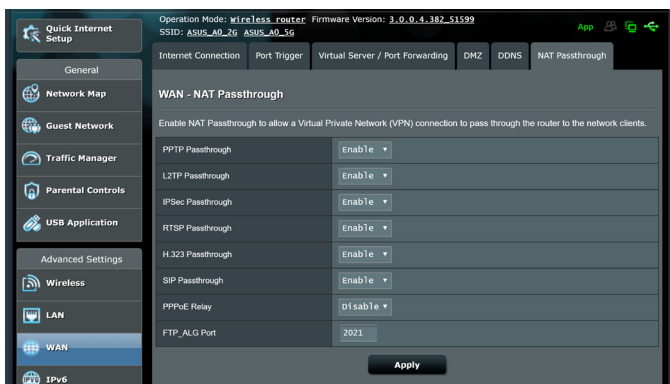 Quick Internet
Setup
General
Network Map
Guest Network
Traffic Manager
Parental Controls
USB Application
Advanced Settings
Wireless
LAN
WAN
IPv6
Operation Mode: Wireless router Firmware Version: 3.0.0.4.382_51599
SSID: ASUS_A0_2G ASUS_A0_5G
App
Internet Connection Port Trigger Virtual Server / Port Forwarding DMZ DDNS NAT Passthrough
WAN - NAT Passthrough
Enable NAT Passthrough to allow a Virtual Private Network (VPN) connection to pass through the router to the network clients.
PPTP Passthrough Enable
L2TP Passthrough Enable
IPSec Passthrough Enable
RTSP Passthrough Enable
H.323 Passthrough Enable
SIP Passthrough Enable
PPPoE Relay Disable
FTP_ALG Port 2021
Apply